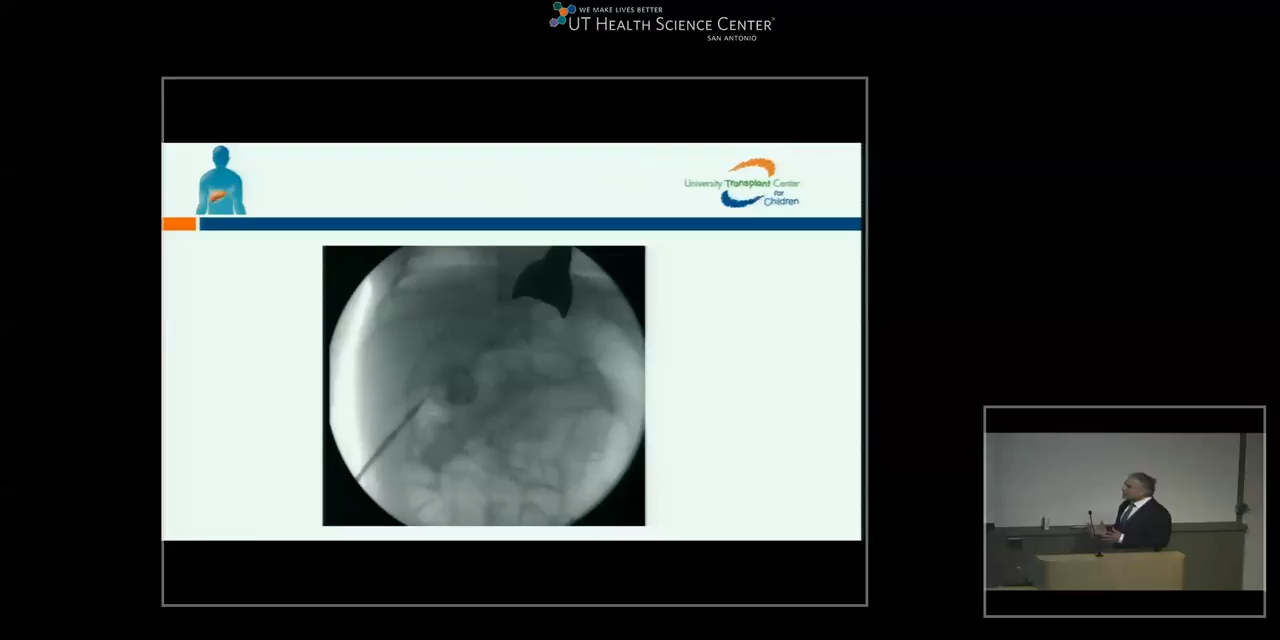 WE MAKE LIVES BETTER
UT HEALTH SCIENCE CENTER®
SAN ANTONIO
University Transplant Center
for
Children